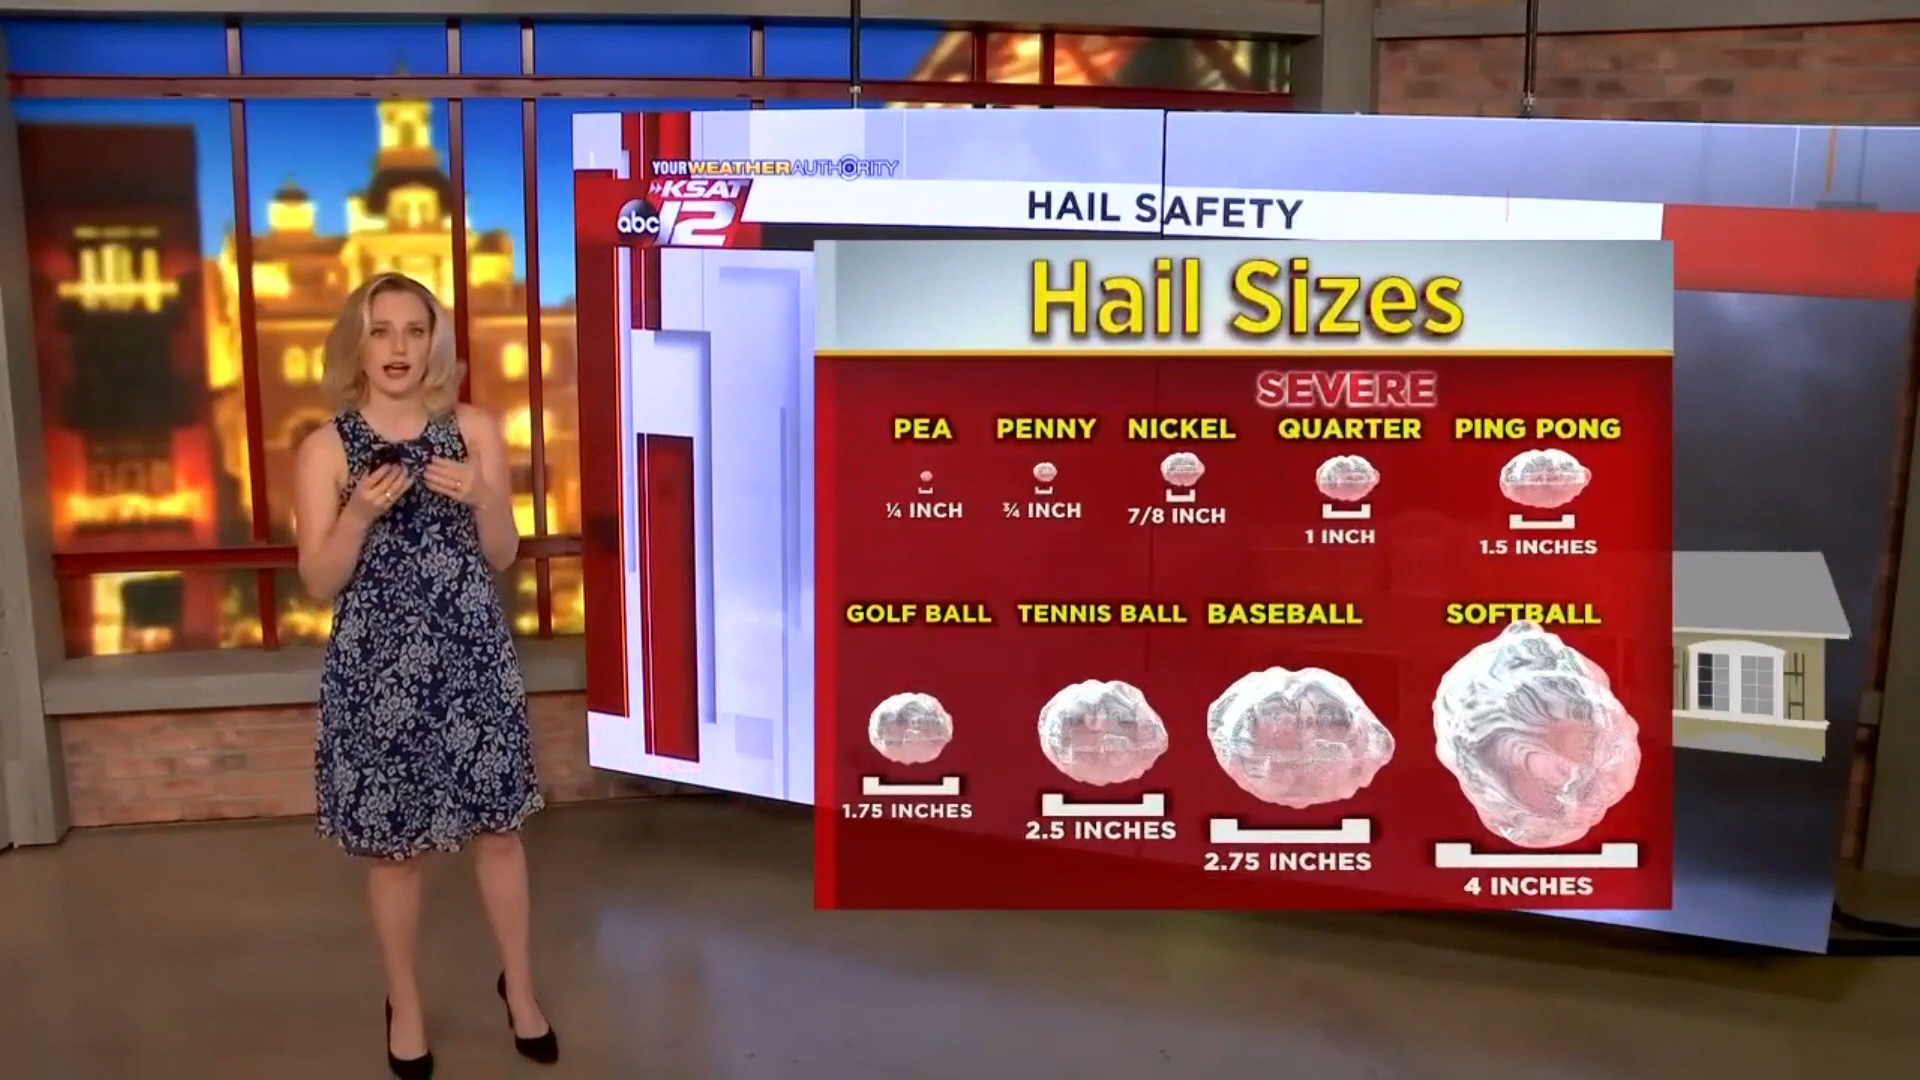 YOUR WEATHER AUTHORITY
KSAT
abc 12
HAIL SAFETY
Hail Sizes
SEVERE
PEA PENNY NICKEL QUARTER PING PONG
¼ INCH ¾ INCH 7/8 INCH 1 INCH 1.5 INCHES
GOLF BALL TENNIS BALL BASEBALL SOFTBALL
1.75 INCHES 2.5 INCHES 2.75 INCHES 4 INCHES